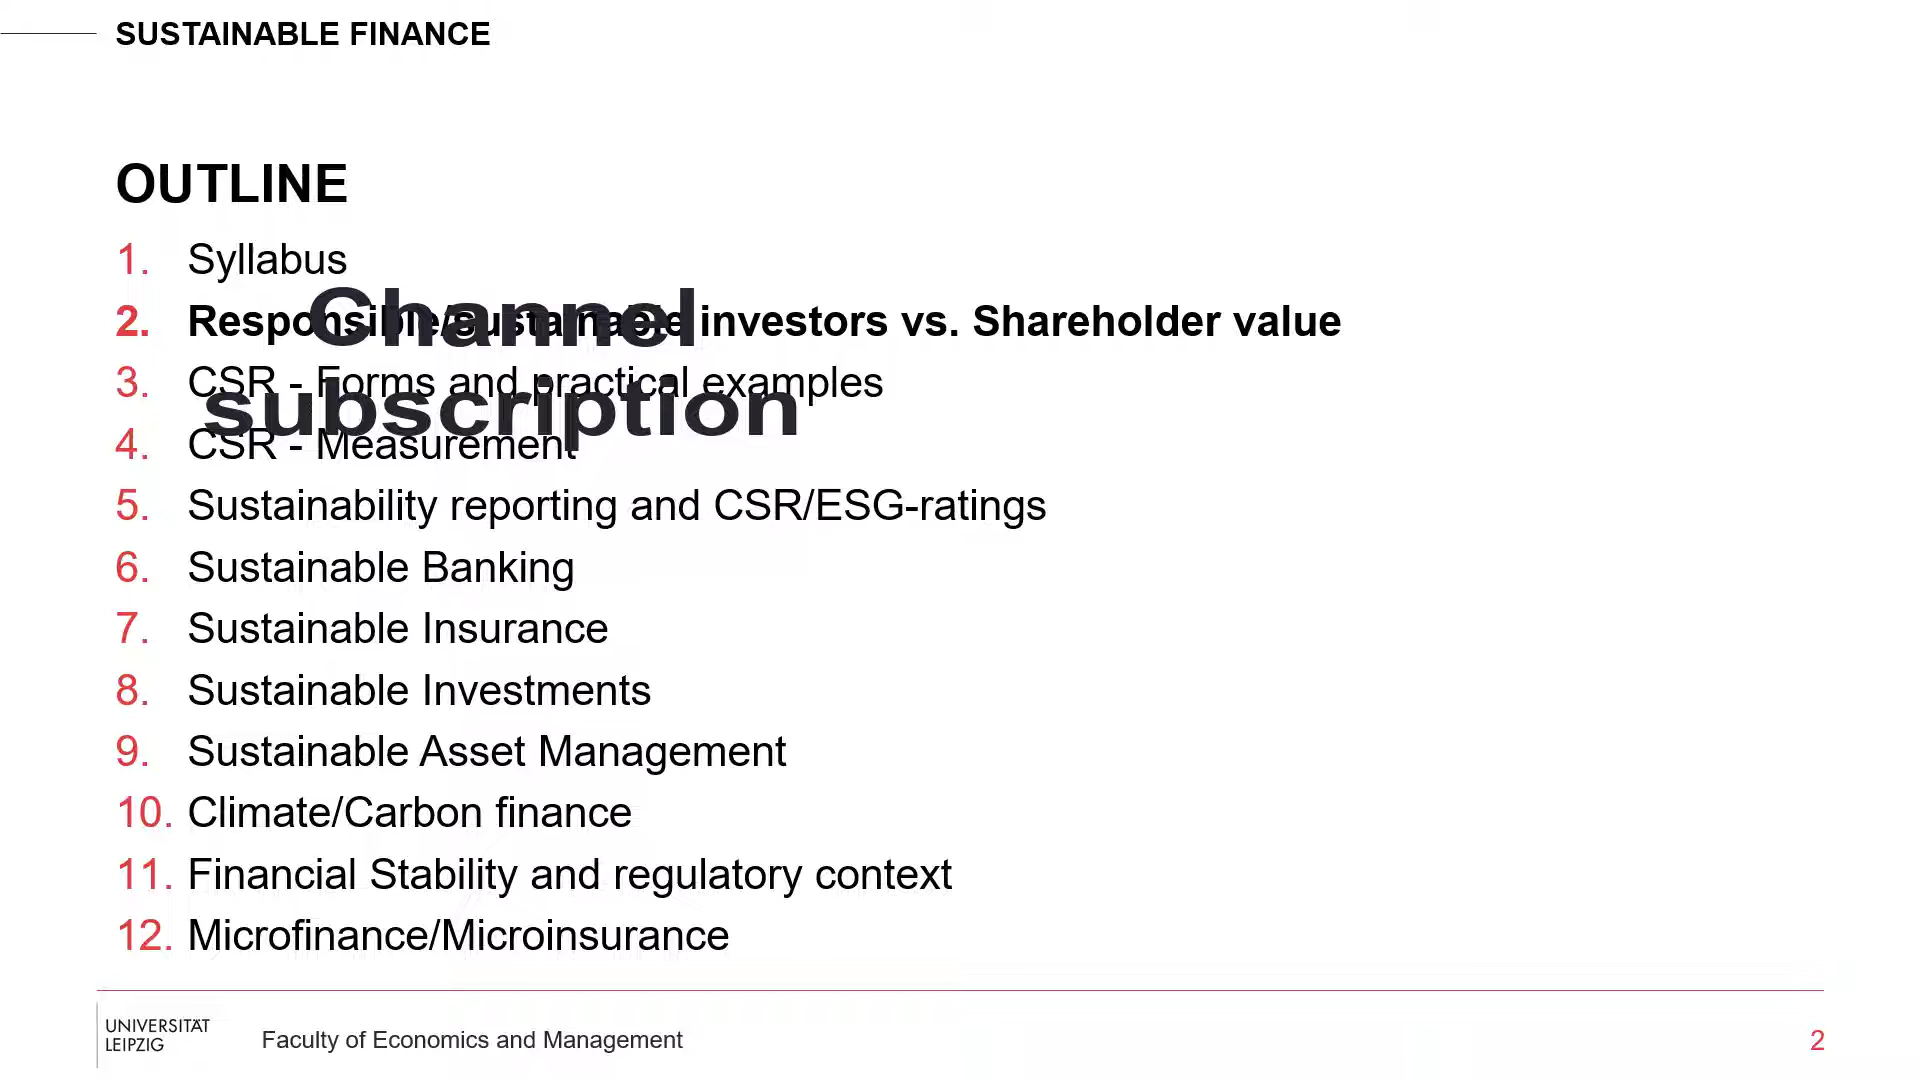 SUSTAINABLE FINANCE
OUTLINE
1. Syllabus
2. Responsible/sustainable investors vs. Shareholder value
Channel
3. CSR - Forms and practical examples
subscription
4. CSR - Measurement
5. Sustainability reporting and CSR/ESG-ratings
6. Sustainable Banking
7. Sustainable Insurance
8. Sustainable Investments
9. Sustainable Asset Management
10. Climate/Carbon finance
11. Financial Stability and regulatory context
12. Microfinance/Microinsurance
UNIVERSITÄT
LEIPZIG
Faculty of Economics and Management
2